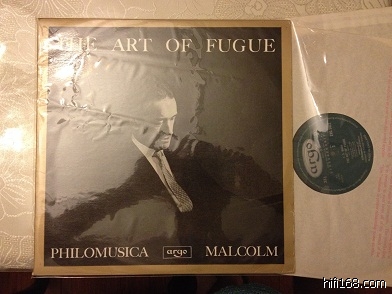 THE ART OF FUGUE
PHILOMUSICA argo MALCOLM
argo
hifi168.com